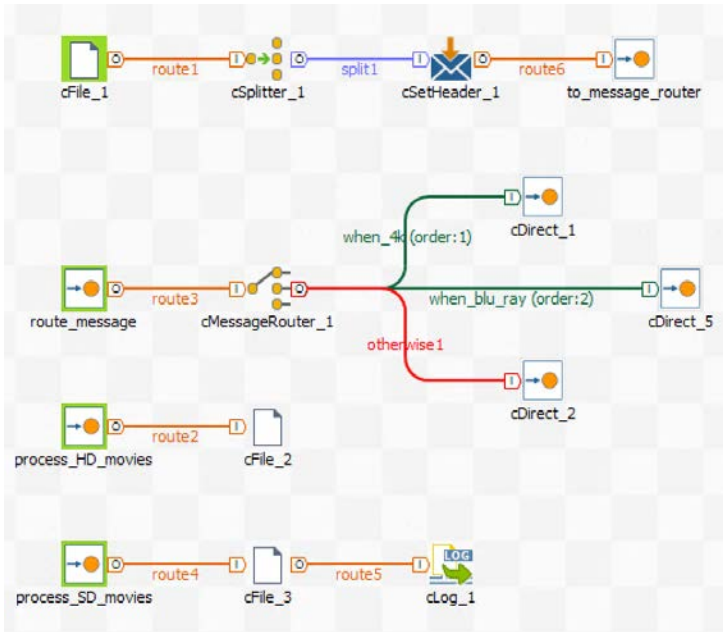 route1
split1
route6
cFile_1
cSplitter_1
cSetHeader_1
to_message_router
cDirect_1
when_4k (order:1)
route3
when_blu_ray (order:2)
route_message
cMessageRouter_1
cDirect_5
otherwise1
cDirect_2
route2
process_HD_movies
cFile_2
LOG
route4
route5
process_SD_movies
cFile_3
cLog_1